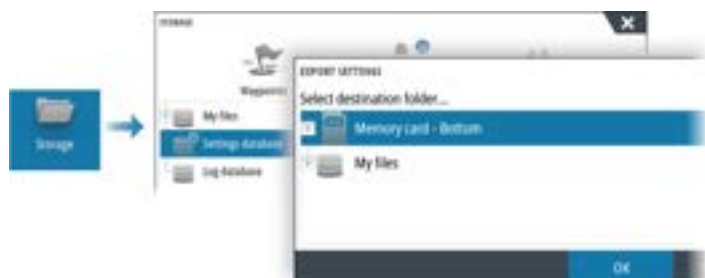 STORAGE
Waypoints
EXPORT SETTINGS
Select destination folder...
My files
Memory card - Bottom
Storage
Settings database
My files
Log database
OK